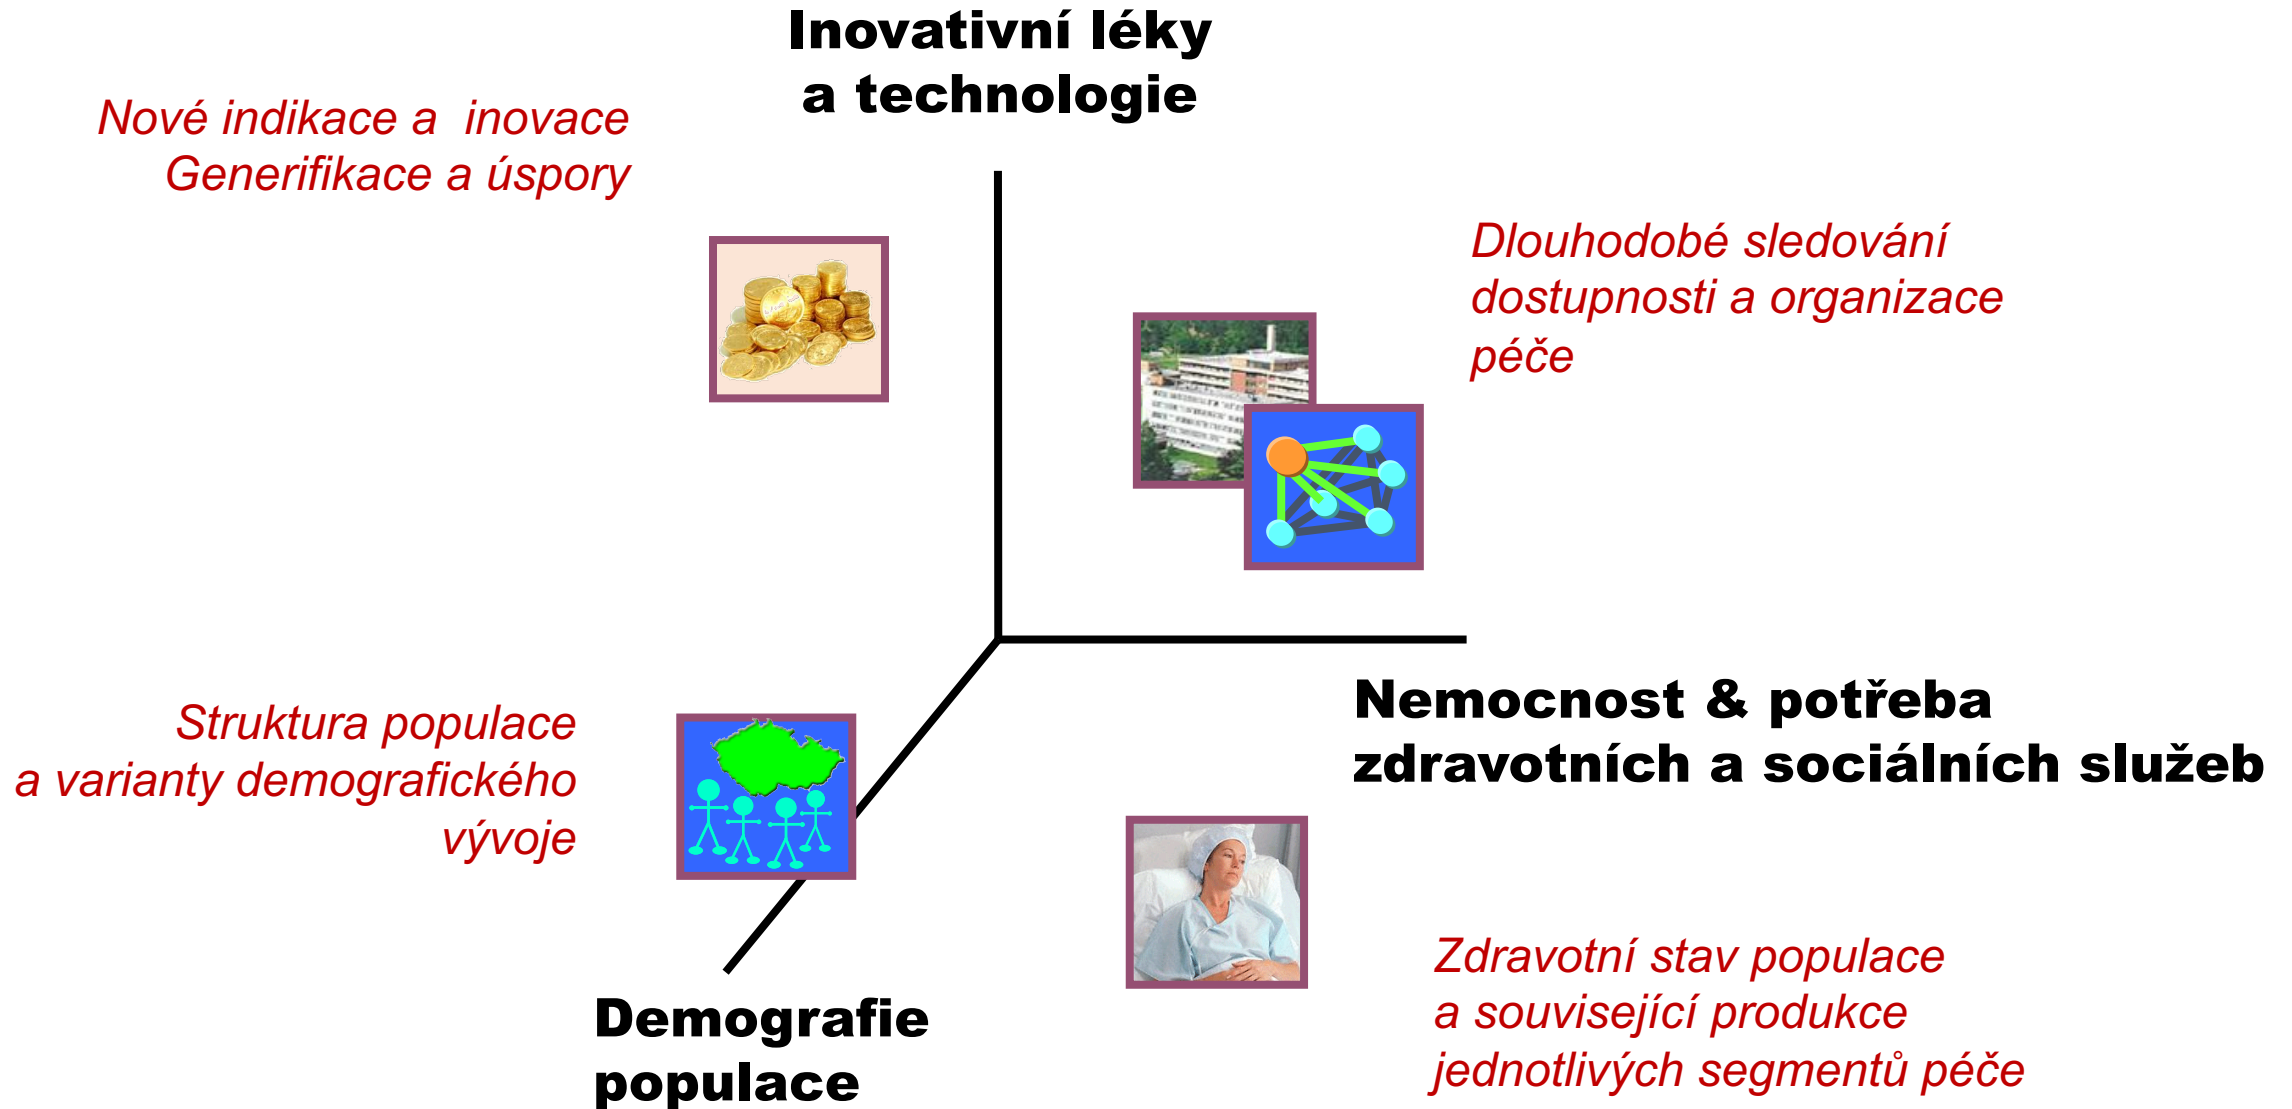 Inovativní léky
a technologie
Nové indikace a  inovace
Generifikace a úspory
Dlouhodobé sledování
dostupnosti a organizace
péče
Nemocnost & potřeba
zdravotních a sociálních služeb
Struktura populace
a varianty demografického
vývoje
Zdravotní stav populace
a související produkce
jednotlivých segmentů péče
Demografie
populace